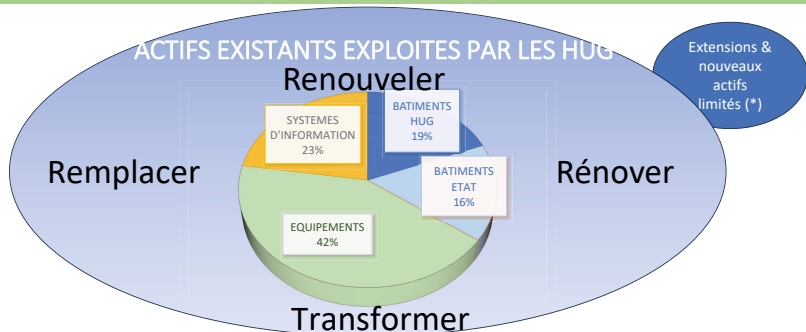 ACTIFS EXISTANTS EXPLOITES PAR LES HUG
Extensions &
nouveaux
actifs
limités (*)
Renouveler
SYSTEMES
D'INFORMATION
23%
BATIMENTS
HUG
19%
Remplacer
BATIMENTS
ETAT
16%
Rénover
EQUIPEMENTS
42%
Transformer